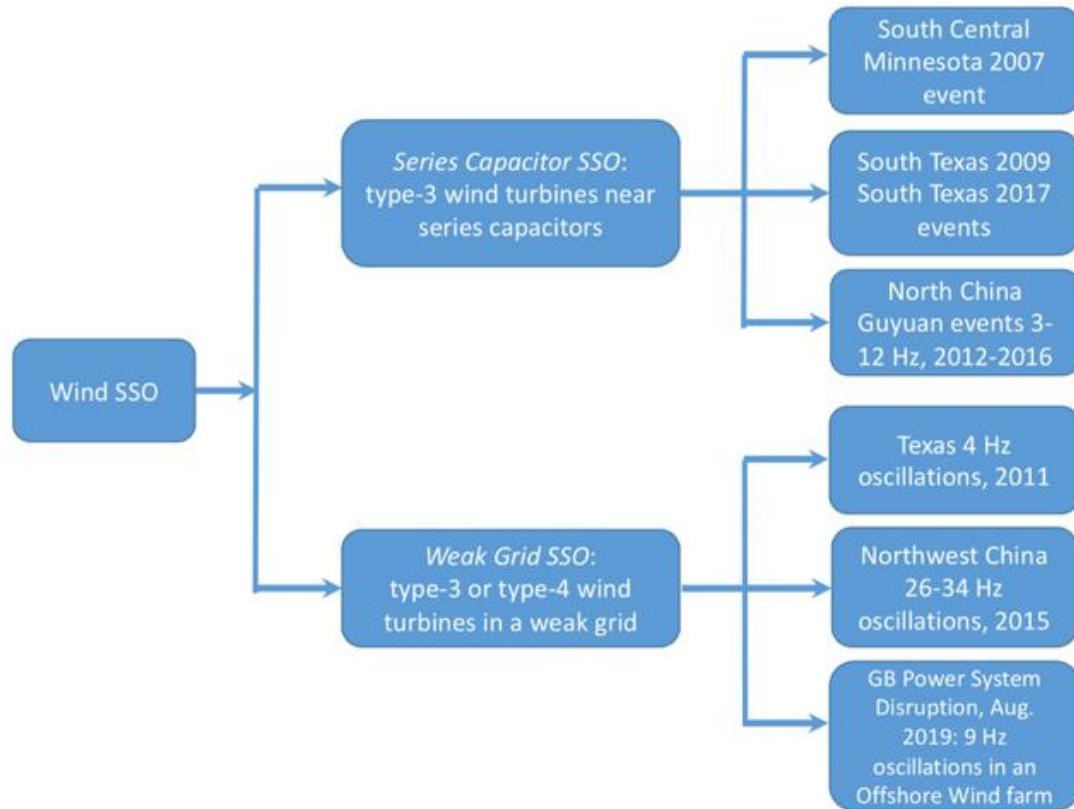 Wind SSO
Series Capacitor SSO:
type-3 wind turbines near
series capacitors
South Central
Minnesota 2007
event
South Texas 2009
South Texas 2017
events
North China
Guyuan events 3-
12 Hz, 2012-2016
Weak Grid SSO:
type-3 or type-4 wind
turbines in a weak grid
Texas 4 Hz
oscillations, 2011
Northwest China
26-34 Hz
oscillations, 2015
GB Power System
Disruption, Aug.
2019: 9 Hz
oscillations in an
Offshore Wind farm